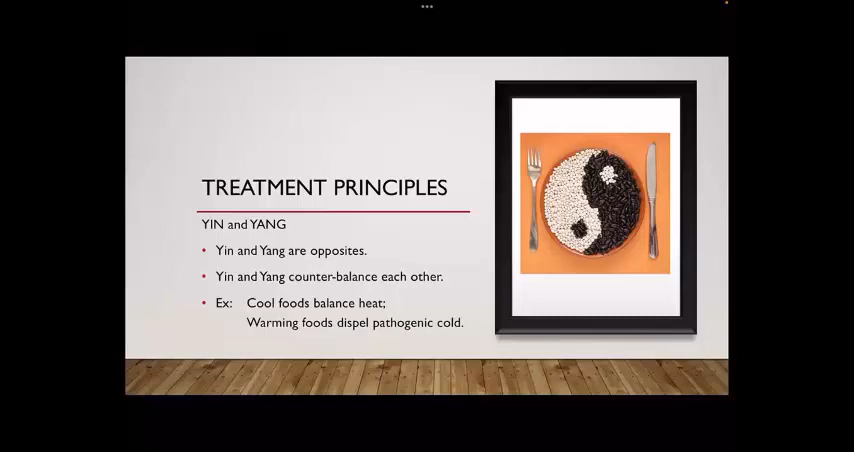 TREATMENT PRINCIPLES
YIN and YANG
• Yin and Yang are opposites.
• Yin and Yang counter-balance each other.
• Ex: Cool foods balance heat;
Warming foods dispel pathogenic cold.